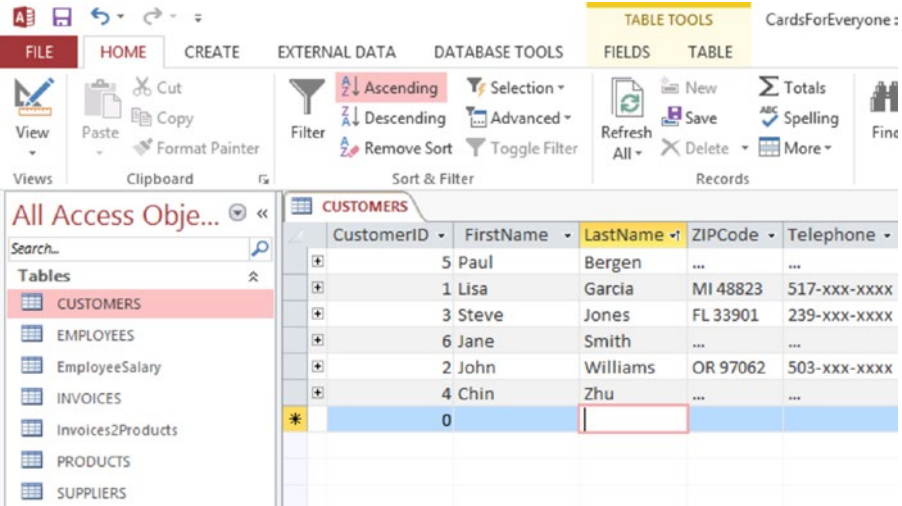 TABLE TOOLS CardsForEveryone :
FILE HOME CREATE EXTERNAL DATA DATABASE TOOLS FIELDS TABLE
View
Paste
Cut
Copy
Format Painter
Filter
Ascending
Descending
Remove Sort
Selection
Advanced
Toggle Filter
Refresh
All
New
Save
Delete
Totals
Spelling
More
Views Clipboard Sort & Filter Records
All Access Obje...
Search...
Tables
CUSTOMERS
EMPLOYEES
EmployeeSalary
INVOICES
Invoices2Products
PRODUCTS
SUPPLIERS
CUSTOMERS
CustomerID FirstName LastName ZIPCode Telephone
5 Paul Bergen ... ...
1 Lisa Garcia MI 48823 517-xxx-xxxx
3 Steve Jones FL 33901 239-xxx-xxxx
6 Jane Smith ... ...
2 John Williams OR 97062 503-xxx-xxxx
4 Chin Zhu ... ...
0